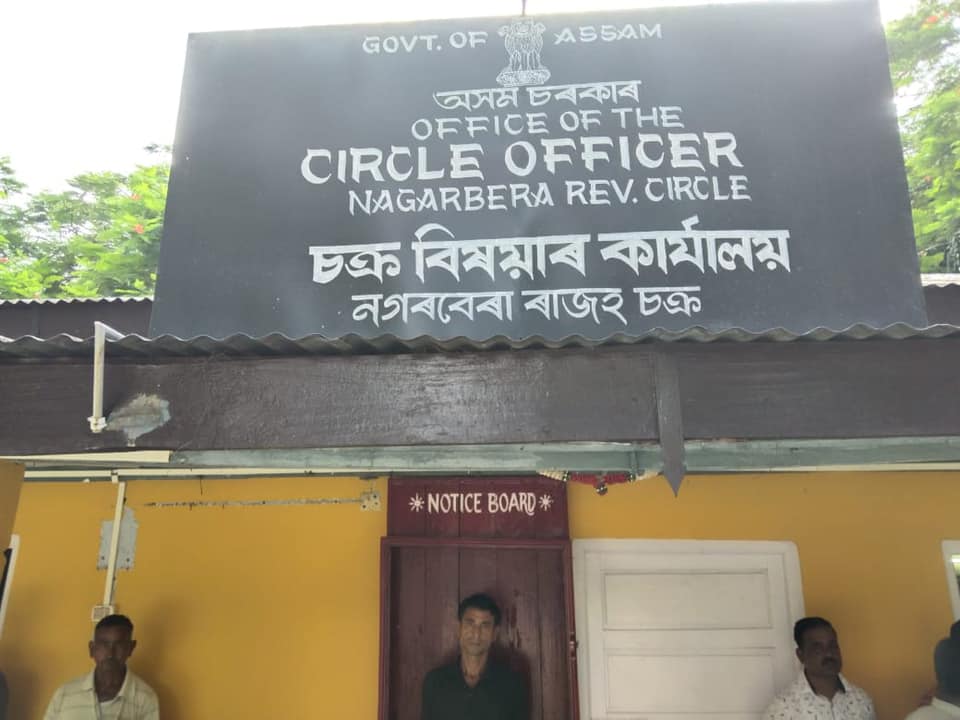 GOVT. OF ASSAM
অসম চৰকাৰ
OFFICE OF THE
CIRCLE OFFICER
NAGARBERA REV. CIRCLE
চক্ৰ বিষয়াৰ কাৰ্যালয়
নগৰবেৰা ৰাজহ চক্ৰ
*NOTICE BOARD*